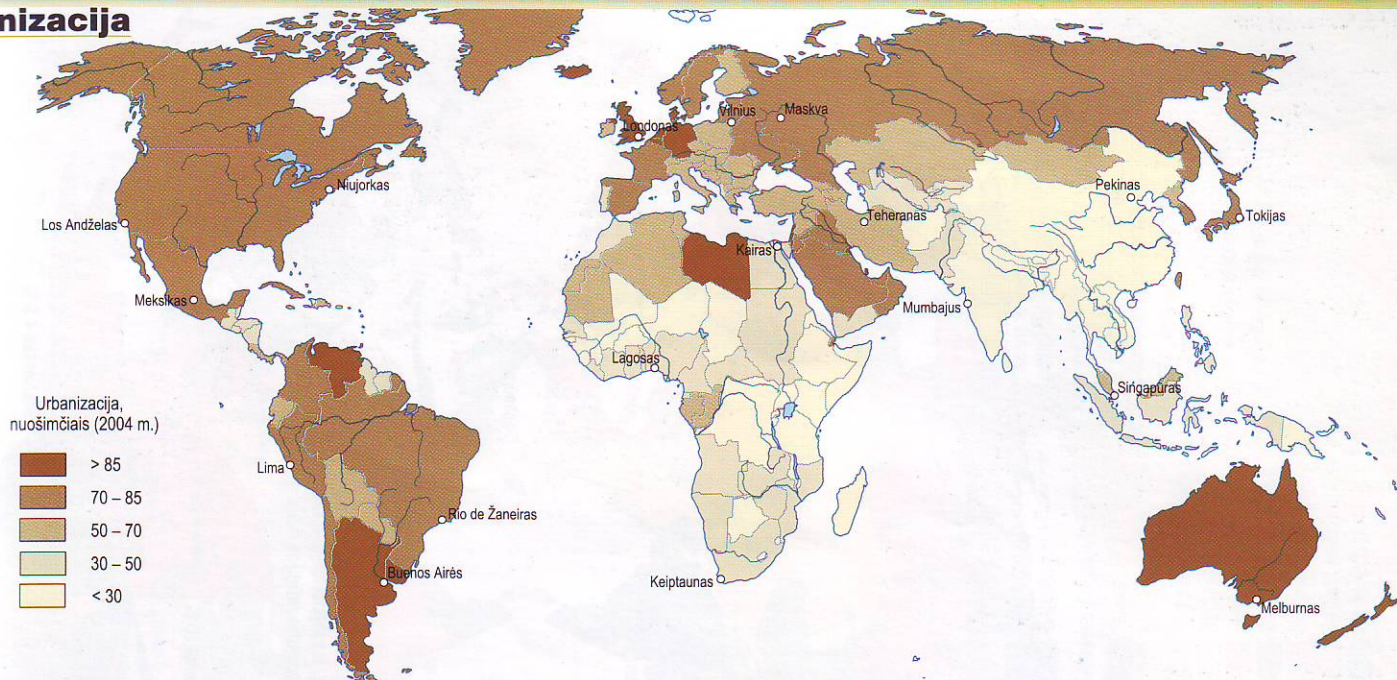 nizacija
Vilnius
Maskva
Londonas
Niujorkas
Pekinas
Los Andželas
Teheranas
Tokijas
Kairas
Meksikas
Mumbajus
Lagosas
Singapūras
Urbanizacija,
nuošimčiais (2004 m.)
> 85
Lima
70 – 85
50 – 70
Rio de Žaneiras
30 – 50
Buenos Airės
Keiptaunas
< 30
Melburnas